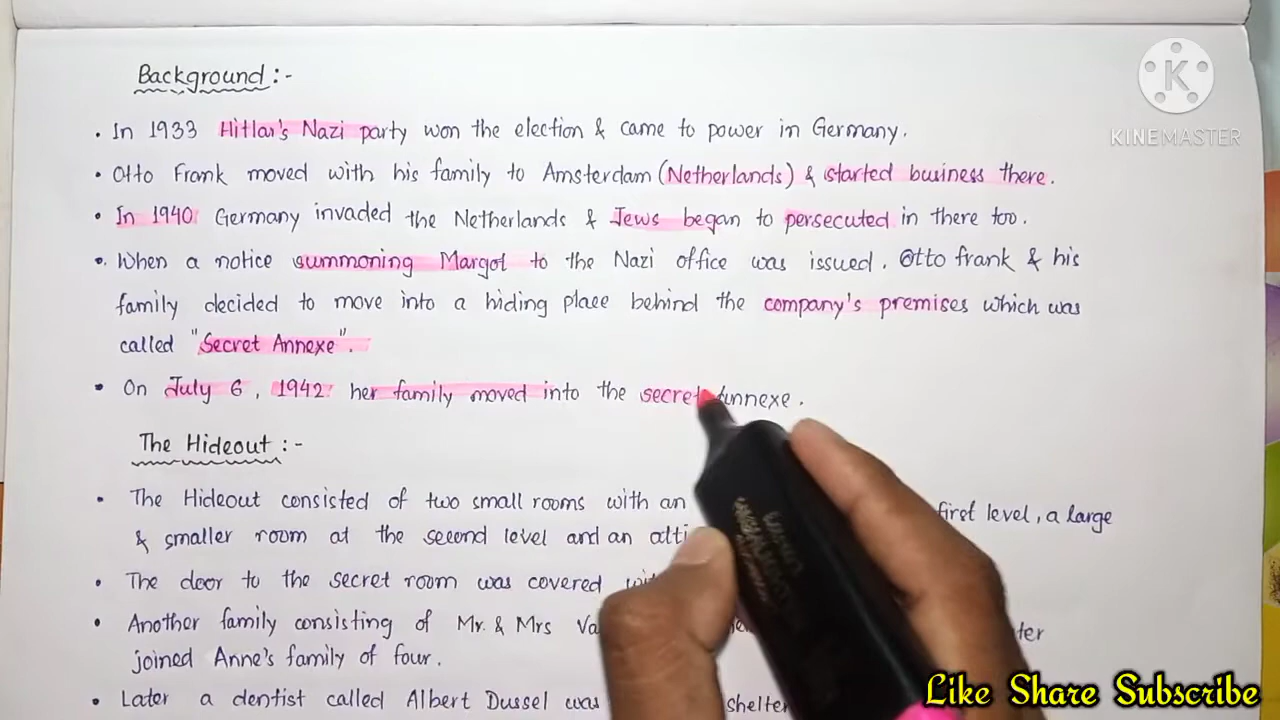 Background :-
K
KINEMASTER
• In 1933 Hitlar's Nazi party won the election & came to power in Germany.
• Otto Frank moved with his family to Amsterdam (Netherlands) & started business there.
• In 1940 Germany invaded the Netherlands & Jews began to persecuted in there too.
• When a notice summoning Margot to the Nazi office was issued. Otto frank & his
family decided to move into a hiding place behind the company's premises which was
called "Secret Annexe".
• On July 6, 1942 her family moved into the secret Annexe.
The Hideout :-
• The Hideout consisted of two small rooms with an first level, a large
& smaller room at the second level and an atti
• The door to the secret room was covered
• Another family consisting of Mr. & Mrs Va
joined Anne's family of four.
• Later a dentist called Albert Dussel was shelter
Like Share Subscribe